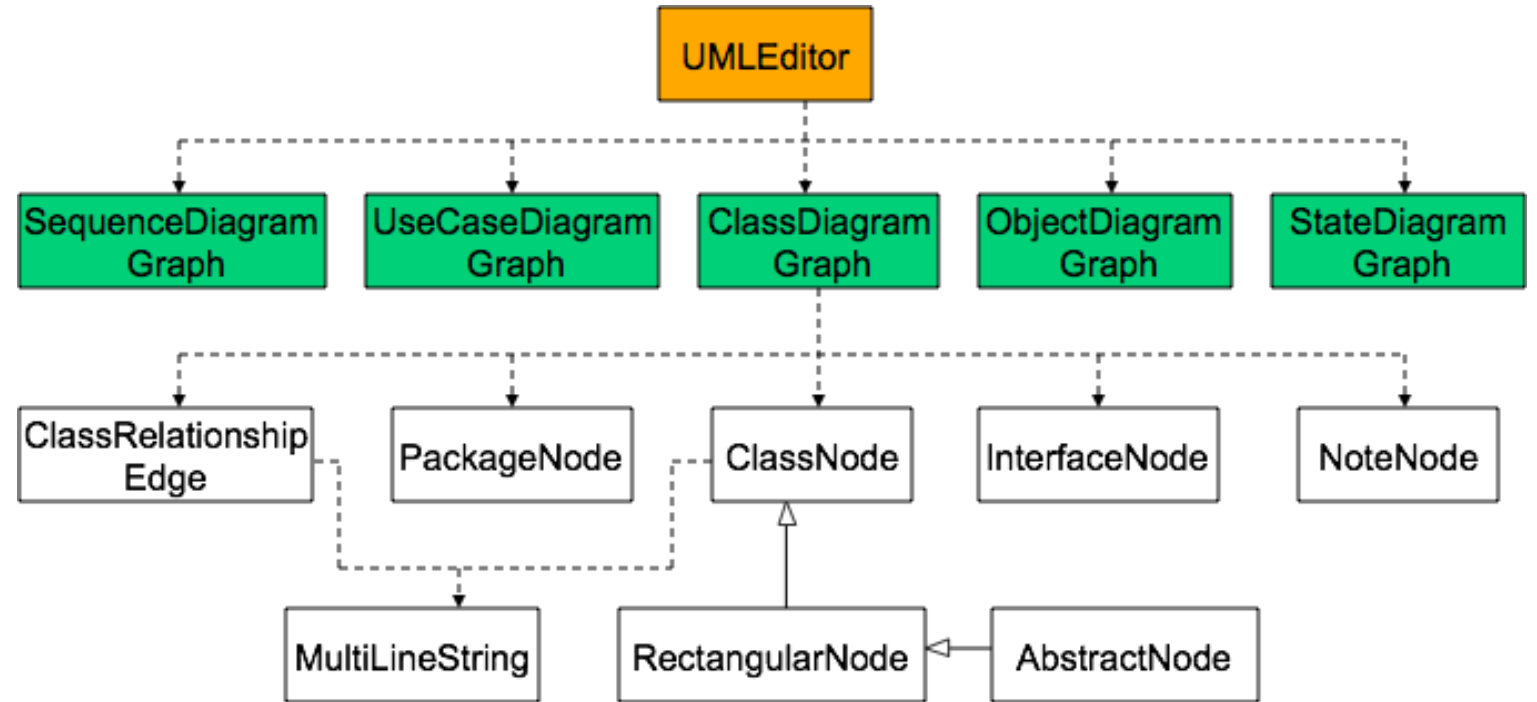 UMLEditor
SequenceDiagram
Graph
UseCaseDiagram
Graph
ClassDiagram
Graph
ObjectDiagram
Graph
StateDiagram
Graph
ClassRelationship
Edge
PackageNode
ClassNode
InterfaceNode
NoteNode
MultiLineString
RectangularNode
AbstractNode